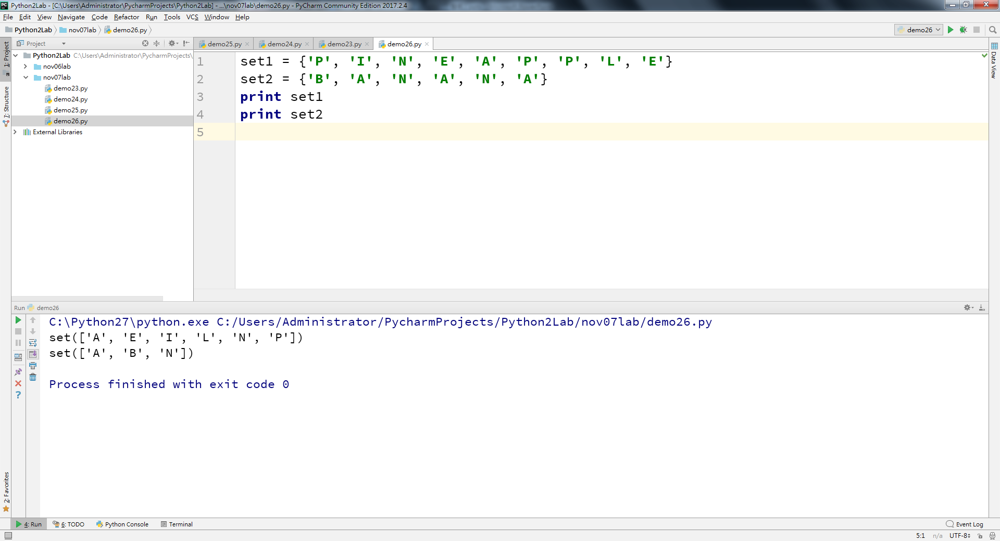 Python2Lab - [C:\Users\Administrator\PycharmProjects\Python2Lab] - ...\nov07lab\demo26.py - PyCharm Community Edition 2017.2.4
File Edit View Navigate Code Refactor Run Tools VCS Window Help
Python2Lab nov07lab demo26.py
demo26
Project
demo25.py demo24.py demo23.py demo26.py
Python2Lab C:\Users\Administrator\PycharmProjects\
nov06lab
nov07lab
demo23.py
demo24.py
demo25.py
demo26.py
External Libraries
1: Project
7: Structure
2: Favorites
Data View
1 set1 = {'P', 'I', 'N', 'E', 'A', 'P', 'P', 'L', 'E'}
2 set2 = {'B', 'A', 'N', 'A', 'N', 'A'}
3 print set1
4 print set2
5
Run demo26
C:\Python27\python.exe C:/Users/Administrator/PycharmProjects/Python2Lab/nov07lab/demo26.py
set(['A', 'E', 'I', 'L', 'N', 'P'])
set(['A', 'B', 'N'])
Process finished with exit code 0
4: Run 6: TODO Python Console Terminal
Event Log
5:1 n/a UTF-8